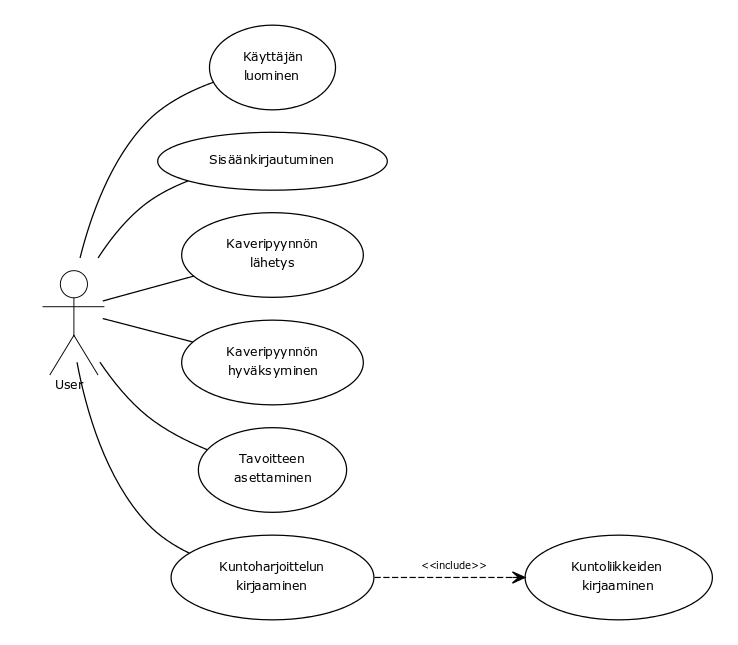 Käyttäjän
luominen
Sisäänkirjautuminen
Kaveripyynnön
lähetys
Kaveripyynnön
hyväksyminen
User
Tavoitteen
asettaminen
Kuntoharjoittelun
kirjaaminen
<<include>>
Kuntoliikkeiden
kirjaaminen